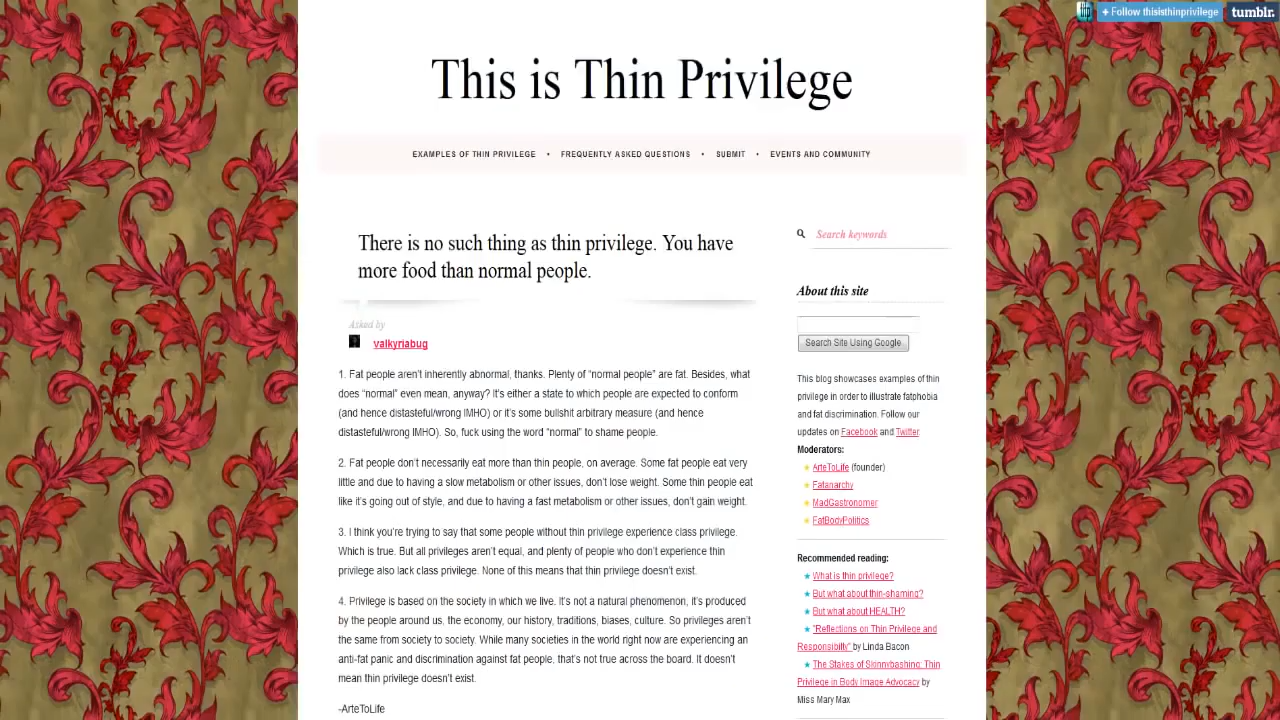 + Follow thisisthinprivilege
tumblr.
This is Thin Privilege
EXAMPLES OF THIN PRIVILEGE • FREQUENTLY ASKED QUESTIONS • SUBMIT • EVENTS AND COMMUNITY
There is no such thing as thin privilege. You have
more food than normal people.
Asked by
valkyriabug
1. Fat people aren't inherently abnormal, thanks. Plenty of “normal people” are fat. Besides, what
does “normal” even mean, anyway? It's either a state to which people are expected to conform
(and hence distasteful/wrong IMHO) or it's some bullshit arbitrary measure (and hence
distasteful/wrong IMHO). So, fuck using the word “normal” to shame people.
2. Fat people don't necessarily eat more than thin people, on average. Some fat people eat very
little and due to having a slow metabolism or other issues, don't lose weight. Some thin people eat
like it's going out of style, and due to having a fast metabolism or other issues, don't gain weight.
3. I think you're trying to say that some people without thin privilege experience class privilege.
Which is true. But all privileges aren't equal, and plenty of people who don't experience thin
privilege also lack class privilege. None of this means that thin privilege doesn't exist.
4. Privilege is based on the society in which we live. It's not a natural phenomenon, it's produced
by the people around us, the economy, our history, traditions, biases, culture. So privileges aren't
the same from society to society. While many societies in the world right now are experiencing an
anti-fat panic and discrimination against fat people, that's not true across the board. It doesn't
mean thin privilege doesn't exist.
-ArteToLife
Search keywords
About this site
Search Site Using Google
This blog showcases examples of thin
privilege in order to illustrate fatphobia
and fat discrimination. Follow our
updates on Facebook and Twitter.
Moderators:
★ ArteToLife (founder)
★ Fatanarchy
★ MadGastronomer
★ FatBodyPolitics
Recommended reading:
★ What is thin privilege?
★ But what about thin-shaming?
★ But what about HEALTH?
★ "Reflections on Thin Privilege and
Responsibility" by Linda Bacon
★ The Stakes of Skinnybashing: Thin
Privilege in Body Image Advocacy by
Miss Mary Max